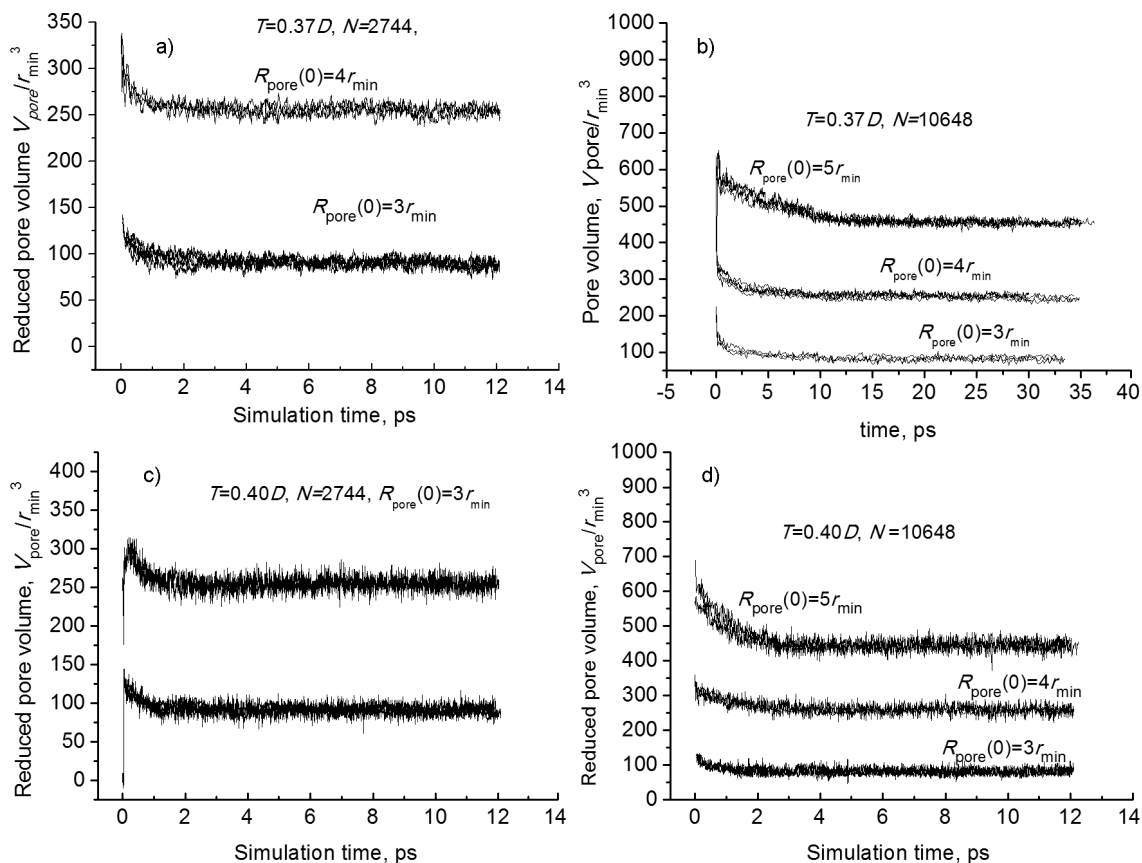 a)
T=0.37D, N=2744,
R_pore(0)=4r_min
R_pore(0)=3r_min
Reduced pore volume V_pore/r_min^3
350
300
250
200
150
100
50
0
0 2 4 6 8 10 12 14
Simulation time, ps
b)
T=0.37D, N=10648
R_pore(0)=5r_min
R_pore(0)=4r_min
R_pore(0)=3r_min
Pore volume, Vpore/r_min^3
1000
900
800
700
600
500
400
300
200
100
-5 0 5 10 15 20 25 30 35 40
time, ps
c)
T=0.40D, N=2744, R_pore(0)=3r_min
Reduced pore volume, V_pore/r_min^3
400
350
300
250
200
150
125
100
75
50
25
0
0 2 4 6 8 10 12 14
Simulation time, ps
d)
T=0.40D, N=10648
R_pore(0)=5r_min
R_pore(0)=4r_min
R_pore(0)=3r_min
Reduced pore volume, V_pore/r_min^3
1000
900
800
700
600
500
400
300
200
100
0
0 2 4 6 8 10 12 14
Simulation time, ps